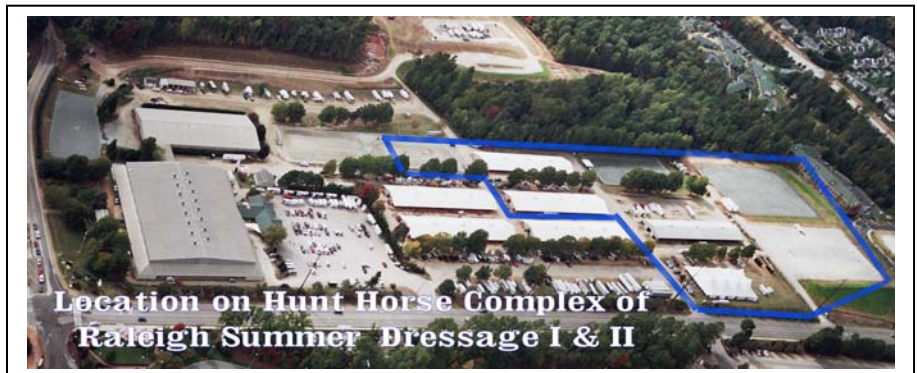 Location on Hunt Horse Complex of
Raleigh Summer Dressage I & II